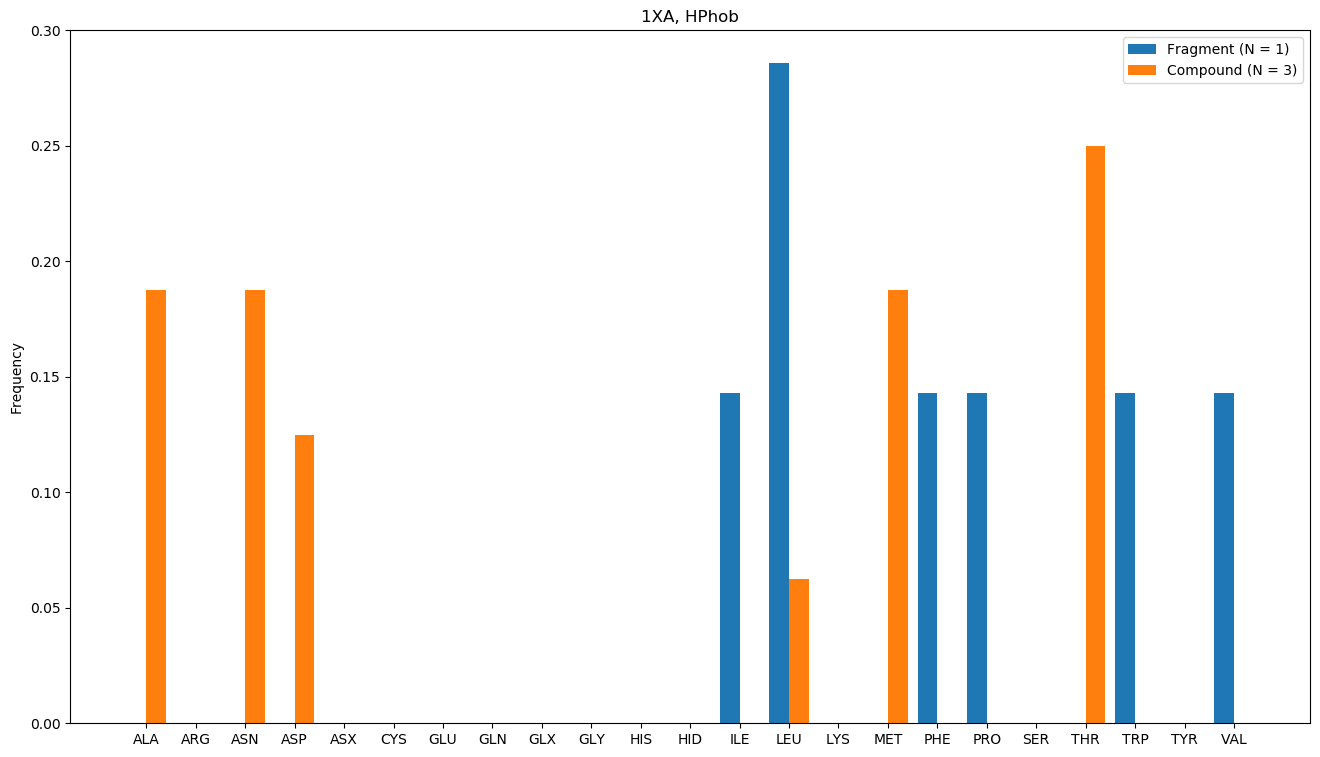 1XA, HPhob
Fragment (N = 1)
Compound (N = 3)
Frequency
0.30
0.25
0.20
0.15
0.10
0.05
0.00
ALA ARG ASN ASP ASX CYS GLU GLN GLX GLY HIS HID ILE LEU LYS MET PHE PRO SER THR TRP TYR VAL